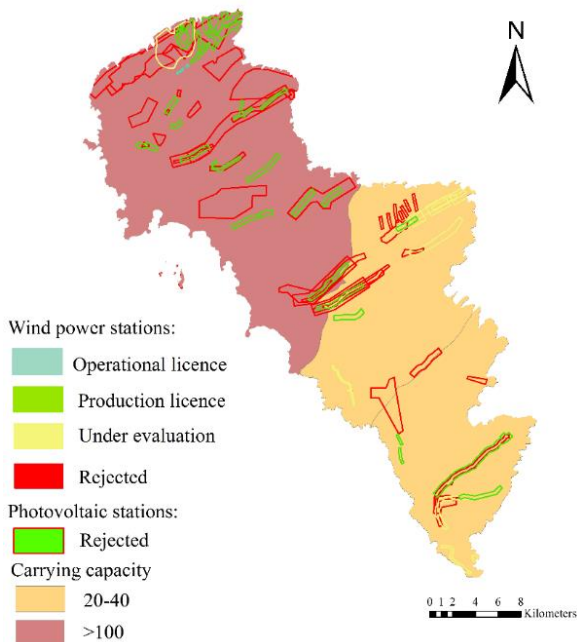 N
Wind power stations:
Operational licence
Production licence
Under evaluation
Rejected
Photovoltaic stations:
Rejected
Carrying capacity
20-40
>100
0 1 2 4 6 8
Kilometers